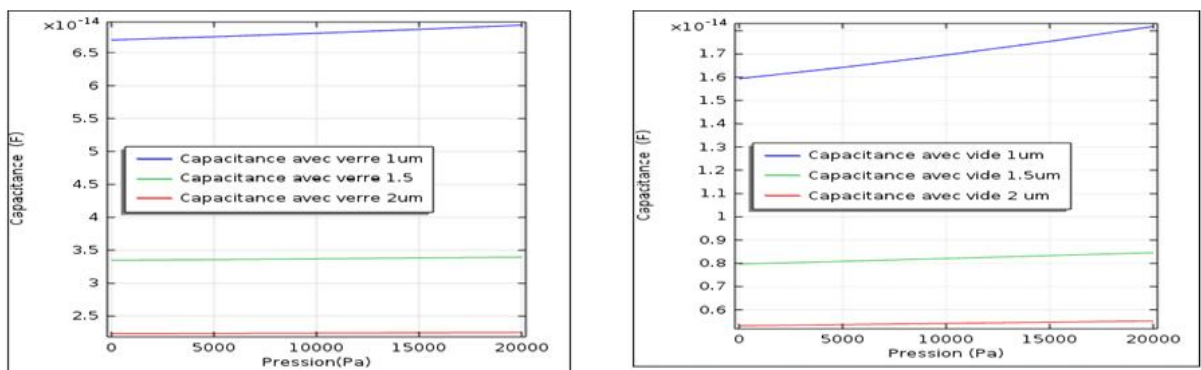 ×10⁻¹⁴
6.5
6
5.5
5
4.5
4
3.5
3
2.5
Capacitance (F)
Capacitance avec verre 1um
Capacitance avec verre 1.5
Capacitance avec verre 2um
0 5000 10000 15000 20000
Pression(Pa)
×10⁻¹⁴
1.7
1.6
1.5
1.4
1.3
1.2
1.1
1
0.9
0.8
0.7
0.6
Capacitance (F)
Capacitance avec vide 1um
Capacitance avec vide 1.5um
Capacitance avec vide 2 um
0 5000 10000 15000 20000
Pression (Pa)